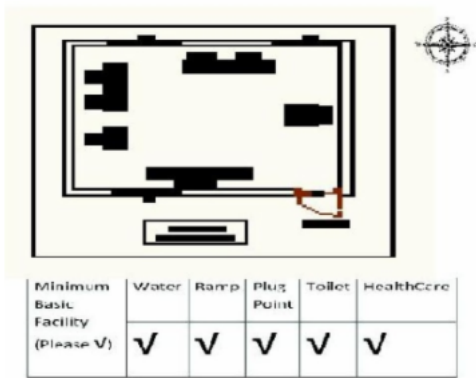 Minimum Water Ramp Plug Toilet HealthCare
Basic Point
Facility
(Please √) √ √ √ √ √